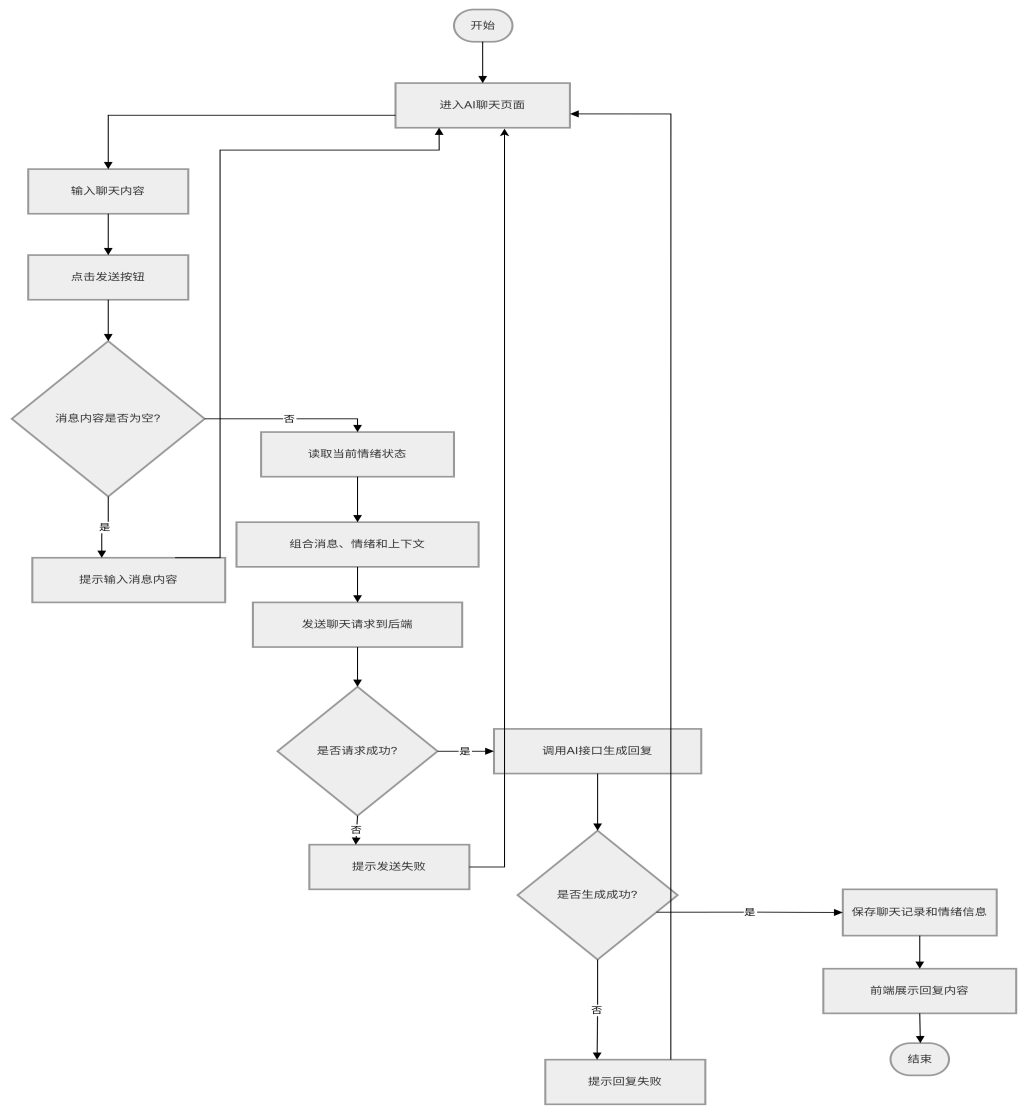 开始
进入AI聊天页面
输入聊天内容
点击发送按钮
消息内容是否为空?
否
读取当前情绪状态
是
组合消息、情绪和上下文
提示输入消息内容
发送聊天请求到后端
是否请求成功?
是
调用AI接口生成回复
否
提示发送失败
是否生成成功?
是
保存聊天记录和情绪信息
前端展示回复内容
否
结束
提示回复失败